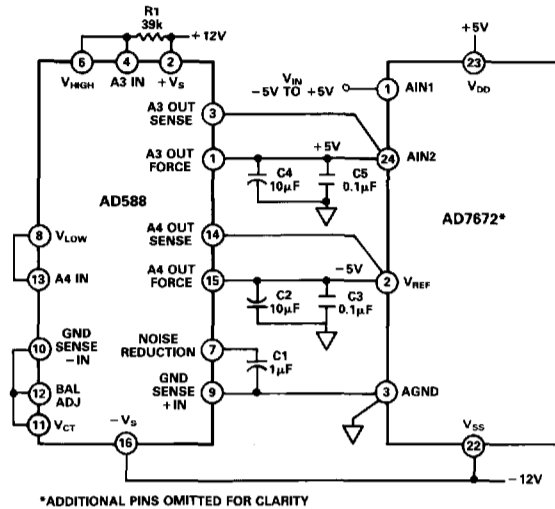 R1
39k
+12V
+5V
6
4
2
23
VHIGH
A3 IN
+VS
VIN
-5V TO +5V
1
AIN1
VDD
A3 OUT
SENSE
3
A3 OUT
FORCE
1
+5V
24
AIN2
C4
10μF
C5
0.1μF
AD588
AD7672*
8
VLOW
A4 OUT
SENSE
14
13
A4 IN
A4 OUT
FORCE
15
-5V
2
VREF
C2
10μF
C3
0.1μF
10
GND
SENSE
-IN
NOISE
REDUCTION
7
C1
1μF
12
BAL
ADJ
GND
SENSE
+IN
9
3
AGND
11
VCT
-VS
16
VSS
22
-12V
*ADDITIONAL PINS OMITTED FOR CLARITY